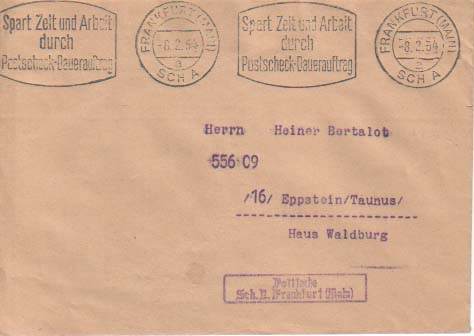 Spart Zeit und Arbeit
durch
Postscheck-Dauerauftrag
FRANKFURT (MAIN)
-8.2.54
a
SCH A
Spart Zeit und Arbeit
durch
Postscheck-Dauerauftrag
FRANKFURT (MAIN)
-8.2.54
a
SCH A
Herrn Heiner Bertalot
556 09
/16/ Eppstein/Taunus/
Haus Waldburg
Sch. A. Frankfurt (Main)